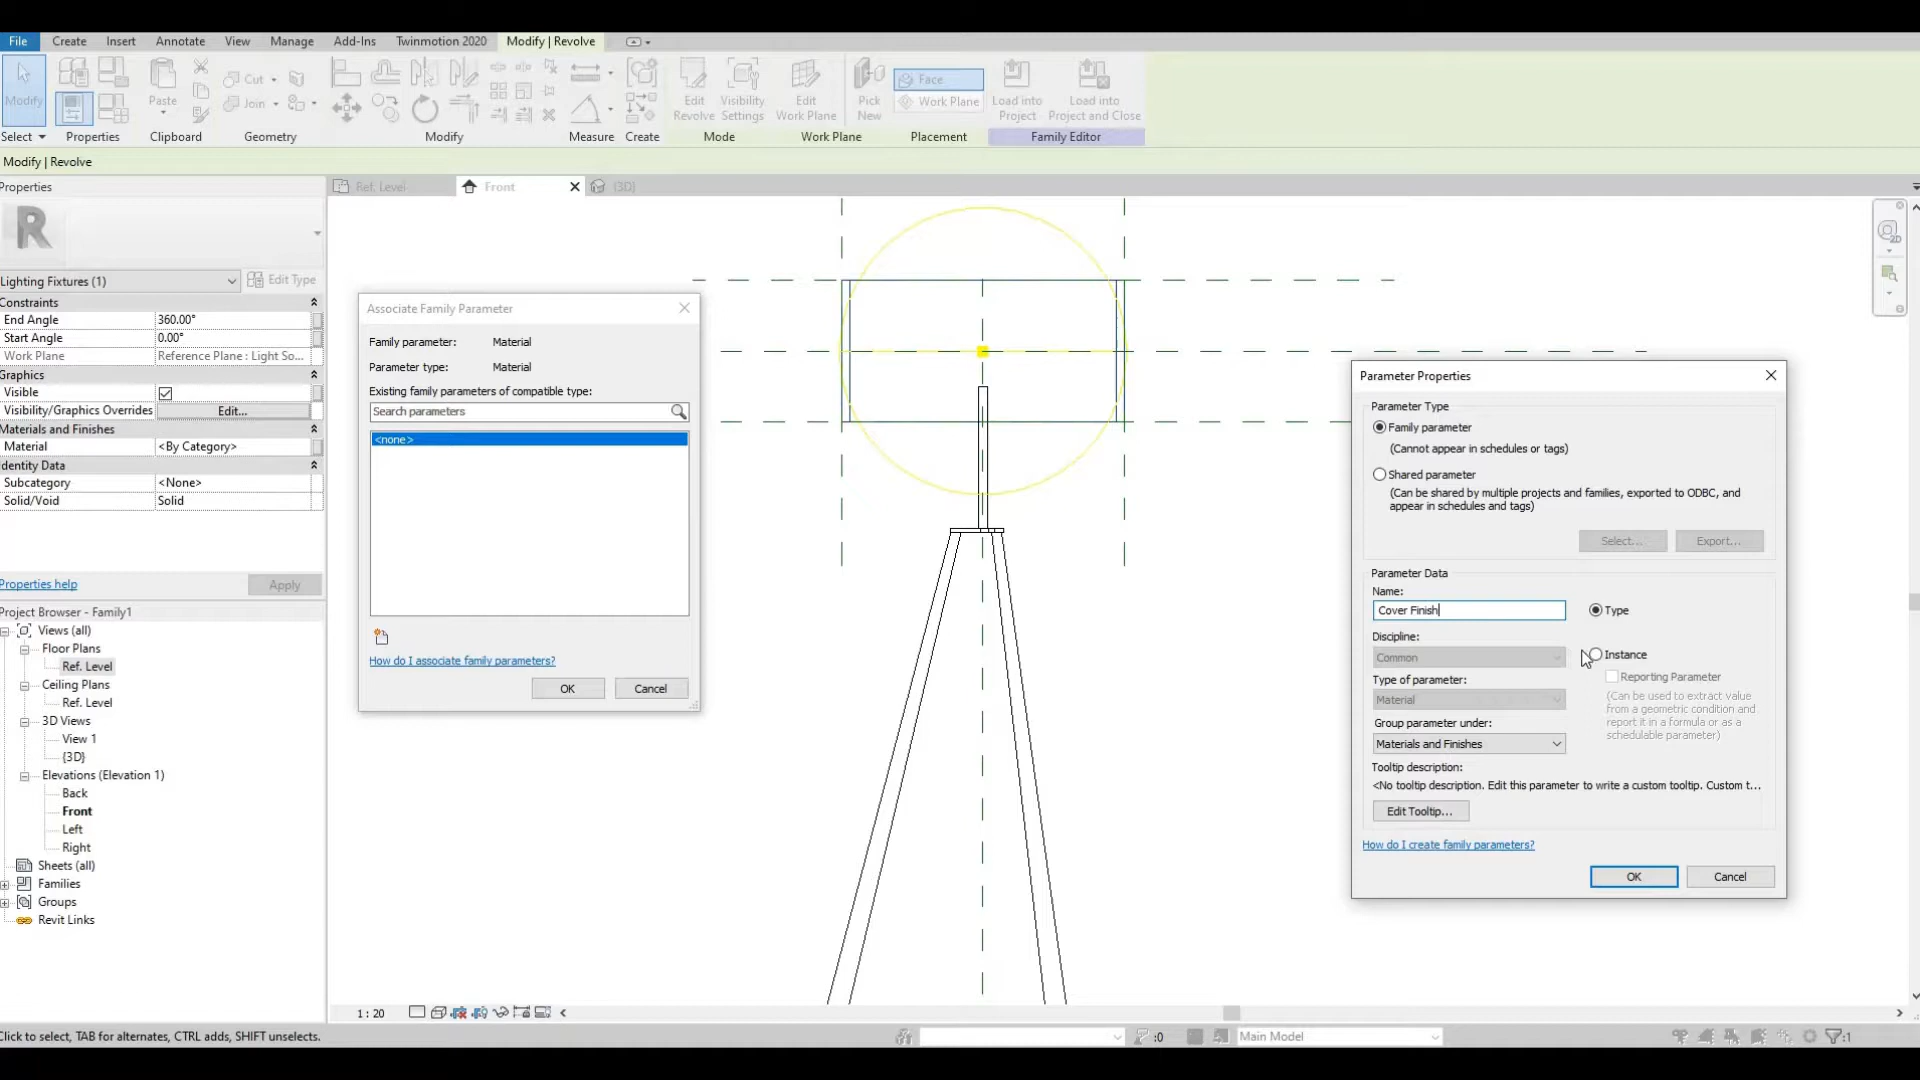 File Create Insert Annotate View Manage Add-Ins Twinmotion 2020 Modify | Revolve
Modify
Paste
Cut
Join
Edit Revolve
Visibility Settings
Edit Work Plane
Pick New
Face
Work Plane
Load into Project
Load into Project and Close
Select Properties Clipboard Geometry Modify Measure Create Mode Work Plane Placement Family Editor
Modify | Revolve
Properties
Ref. Level Front (3D)
R
Lighting Fixtures (1) Edit Type
Constraints
End Angle 360.00°
Start Angle 0.00°
Work Plane Reference Plane : Light So...
Graphics
Visible
Visibility/Graphics Overrides Edit...
Materials and Finishes
Material <By Category>
Identity Data
Subcategory <None>
Solid/Void Solid
Properties help Apply
Project Browser - Family1
Views (all)
Floor Plans
Ref. Level
Ceiling Plans
Ref. Level
3D Views
View 1
{3D}
Elevations (Elevation 1)
Back
Front
Left
Right
Sheets (all)
Families
Groups
Revit Links
Associate Family Parameter
Family parameter: Material
Parameter type: Material
Existing family parameters of compatible type:
Search parameters
<none>
How do I associate family parameters?
OK Cancel
Parameter Properties
Parameter Type
Family parameter
(Cannot appear in schedules or tags)
Shared parameter
(Can be shared by multiple projects and families, exported to ODBC, and
appear in schedules and tags)
Select... Export...
Parameter Data
Name:
Cover Finish Type
Discipline:
Common Instance
Type of parameter: Reporting Parameter
Material (Can be used to extract value
from a geometric condition and
report it in a formula or as a
schedulable parameter)
Group parameter under:
Materials and Finishes
Tooltip description:
<No tooltip description. Edit this parameter to write a custom tooltip. Custom t...
Edit Tooltip...
How do I create family parameters?
OK Cancel
2D
1 : 20
Click to select, TAB for alternates, CTRL adds, SHIFT unselects. :0 Main Model :1